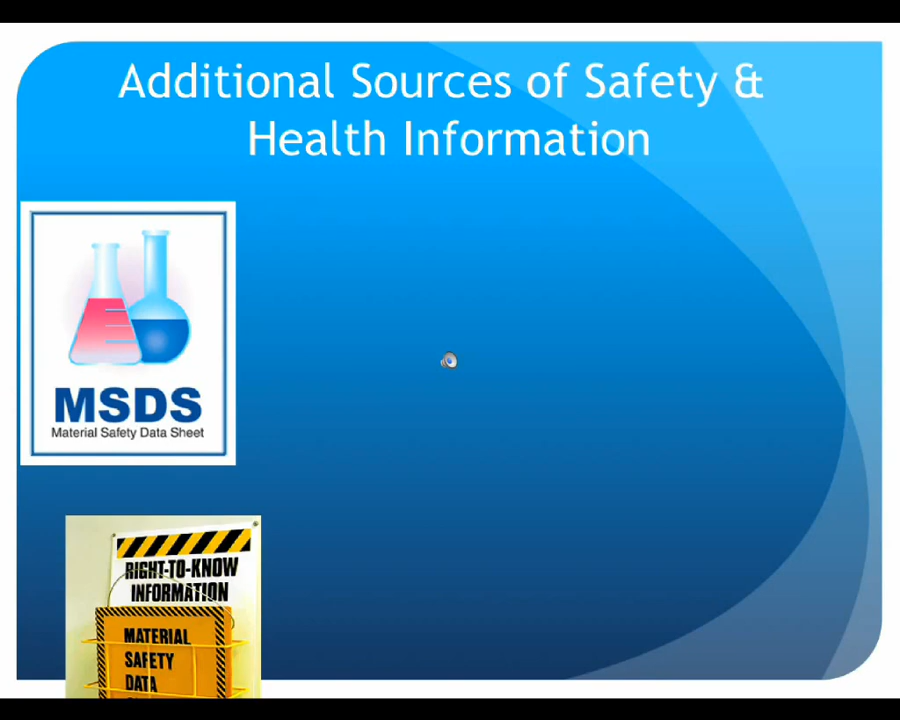 Additional Sources of Safety &
Health Information
MSDS
Material Safety Data Sheet
RIGHT-TO-KNOW
INFORMATION
MATERIAL
SAFETY
DATA